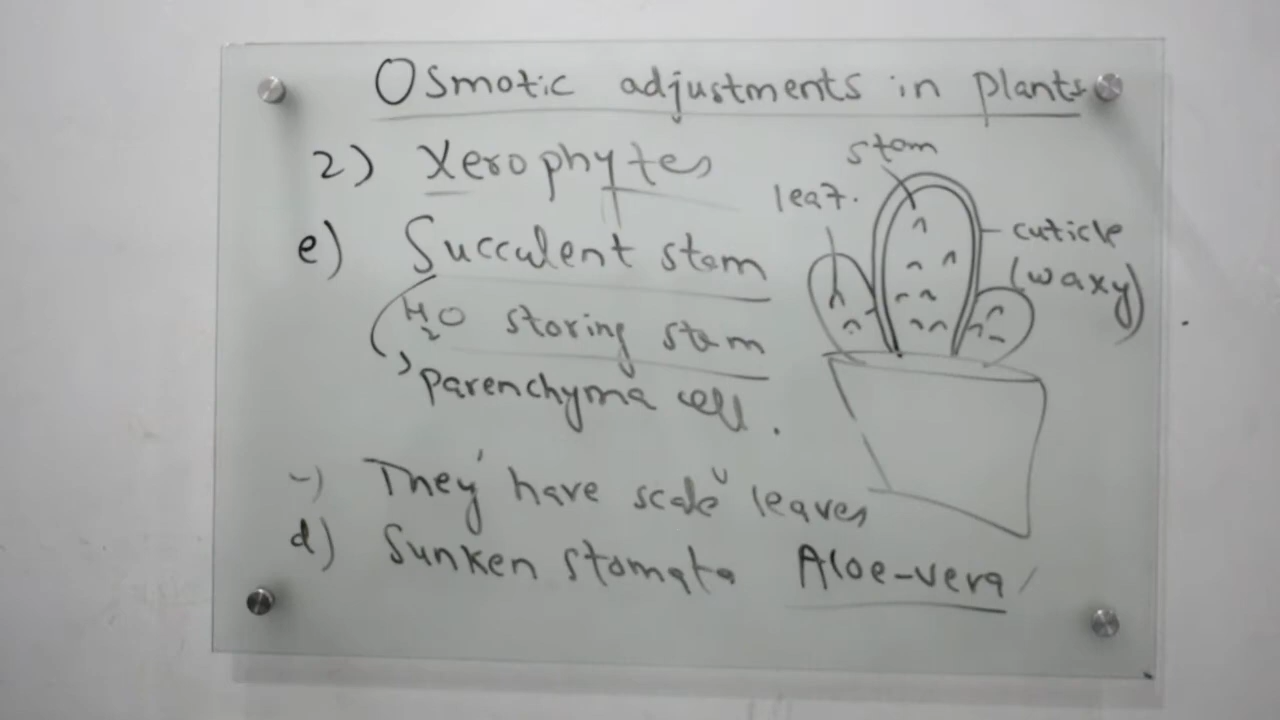 Osmotic adjustments in plants
2) Xerophytes
e) Succulent stem
H2O storing stem
parenchyma cell.
-) They have scale leaves
d) Sunken stomata Aloe-vera
stem
leaf.
cuticle
(waxy)